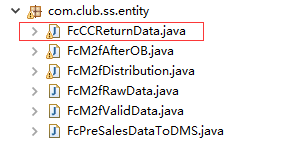 com.club.ss.entity
FcCCReturnData.java
FcM2fAfterOB.java
FcM2fDistribution.java
FcM2fRawData.java
FcM2fValidData.java
FcPreSalesDataToDMS.java